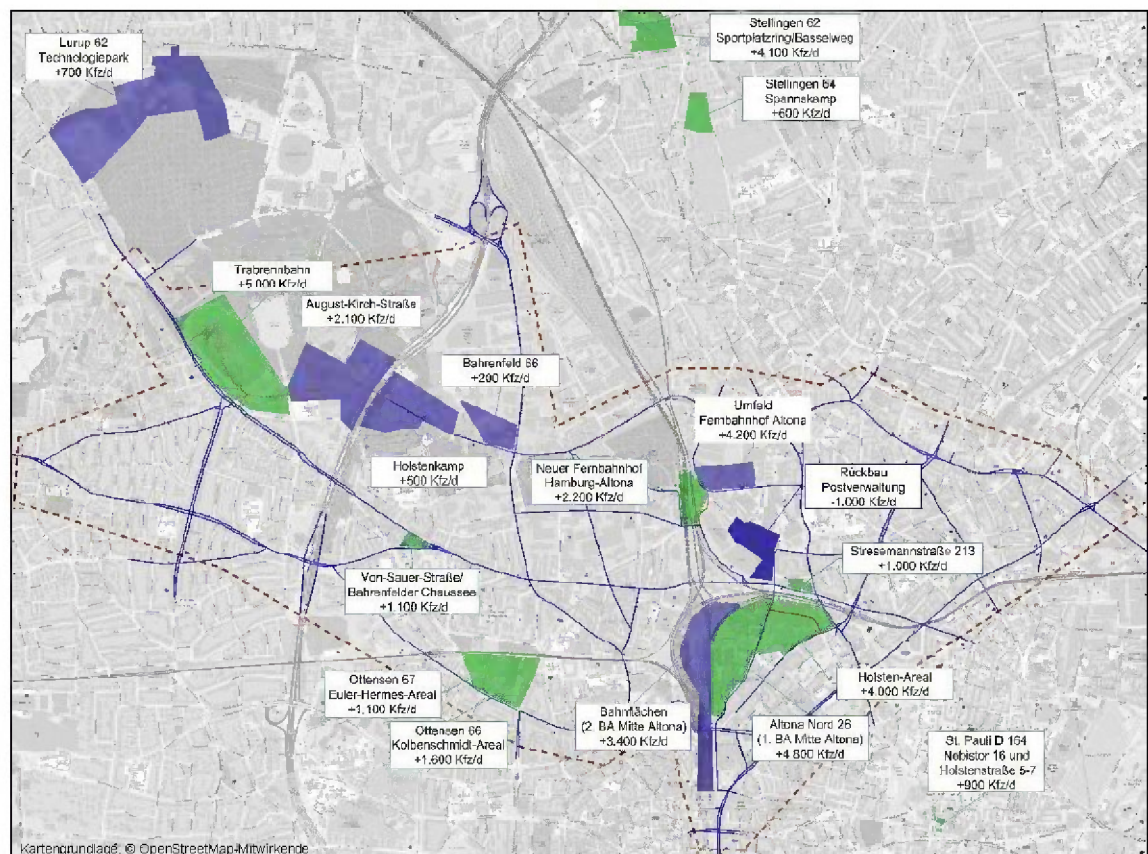 Lurup 62
Technologiepark
+700 Kfz/d
Stellingen 62
Sportplatzring/Basselweg
+4.100 Kfz/d
Stellingen 64
Spannskamp
+600 Kfz/d
Trabrennbahn
+5.000 Kfz/d
August-Kirch-Straße
+2.100 Kfz/d
Bahrenfeld 66
+200 Kfz/d
Umfeld
Fernbahnhof Altona
+4.200 Kfz/d
Holstenkamp
+500 Kfz/d
Neuer Fernbahnhof
Hamburg-Altona
+2.200 Kfz/d
Rückbau
Postverwaltung
-1.000 Kfz/d
Stresemannstraße 213
+1.000 Kfz/d
Von-Sauer-Straße/
Bahrenfelder Chaussee
+1.100 Kfz/d
Ottensen 67
Euler-Hermes-Areal
+1.100 Kfz/d
Ottensen 66
Kolbenschmidt-Areal
+1.600 Kfz/d
Bahnflächen
(2. BA Mitte Altona)
+3.400 Kfz/d
Holsten-Areal
+4.000 Kfz/d
Altona Nord 26
(1. BA Mitte Altona)
+4.800 Kfz/d
St. Pauli D 164
Nobistor 16 und
Holstenstraße 5-7
+900 Kfz/d
Kartengrundlage: © OpenStreetMap-Mitwirkende